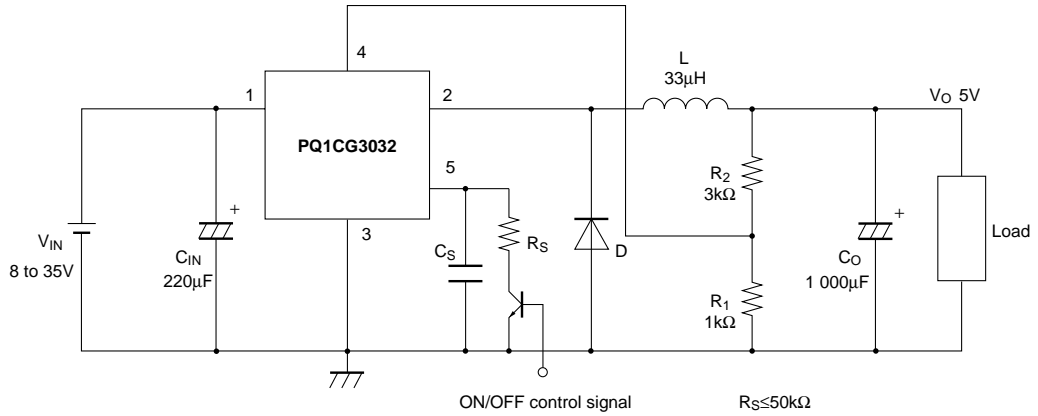 4
L
33μH
1
2
VO 5V
PQ1CG3032
5
R2
3kΩ
3
RS
CS
D
VIN
8 to 35V
+
CIN
220μF
+
CO
1 000μF
Load
R1
1kΩ
ON/OFF control signal
RS≤50kΩ